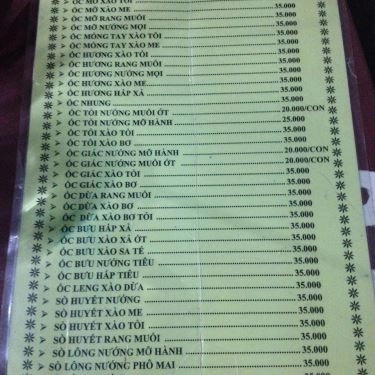 ỐC MỠ XÀO TỎI 35.000
ỐC MỠ XÀO ME 35.000
ỐC MỠ RANG MUỐI 35.000
ỐC MỠ NƯỚNG MỌI 35.000
ỐC MÓNG TAY XÀO TỎI 35.000
ỐC MÓNG TAY XÀO ME 35.000
ỐC HƯƠNG XÀO TỎI 35.000
ỐC HƯƠNG RANG MUỐI 35.000
ỐC HƯƠNG NƯỚNG MỌI 35.000
ỐC HƯƠNG XÀO ME 35.000
ỐC HƯƠNG HẤP XẢ 35.000
ỐC NHUNG 35.000
ỐC TỎI NƯỚNG MUỐI ỚT 20.000/CON
ỐC TỎI NƯỚNG MỠ HÀNH 25.000
ỐC TỎI XÀO TỎI 35.000
ỐC TỎI XÀO BƠ 35.000
ỐC GIÁC NƯỚNG MỠ HÀNH 20.000/CON
ỐC GIÁC NƯỚNG MUỐI ỚT 20.000/CON
ỐC GIÁC XÀO TỎI 35.000
ỐC GIÁC XÀO BƠ 35.000
ỐC DỪA RANG MUỐI 35.000
ỐC DỪA XÀO BƠ 35.000
ỐC DỪA XÀO BƠ TỎI 35.000
ỐC BƯU HẤP XẢ 35.000
ỐC BƯU XÀO XẢ ỚT 35.000
ỐC BƯU XÀO SA TẾ 35.000
ỐC BƯU NƯỚNG TIÊU 35.000
ỐC BƯU HẤP TIÊU 35.000
ỐC LENG XÀO DỪA 35.000
SÒ HUYẾT NƯỚNG 35.000
SÒ HUYẾT XÀO ME 35.000
SÒ HUYẾT XÀO TỎI 35.000
SÒ HUYẾT RANG MUỐI 35.000
SÒ LÔNG NƯỚNG MỠ HÀNH 35.000
SÒ LÔNG NƯỚNG PHÔ MAI 35.000